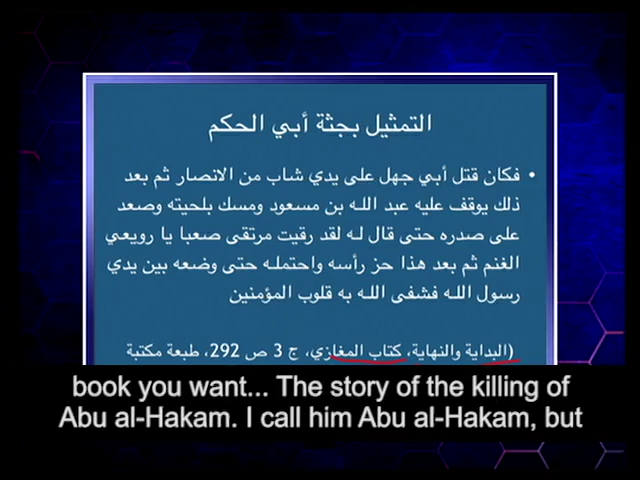 التمثيل بجثة أبي الحكم
• فكان قتل أبي جهل على يدي شاب من الانصار ثم بعد
ذلك يوقف عليه عبد الله بن مسعود ومسك بلحيته وصعد
على صدره حتى قال له لقد رقيت مرتقى صعبا يا رويعي
الغنم ثم بعد هذا حز رأسه واحتمله حتى وضعه بين يدي
رسول الله فشفى الله به قلوب المؤمنين
(البداية والنهاية، كتاب المغازي، ج 3 ص 292، طبعة مكتبة
book you want... The story of the killing of
Abu al-Hakam. I call him Abu al-Hakam, but